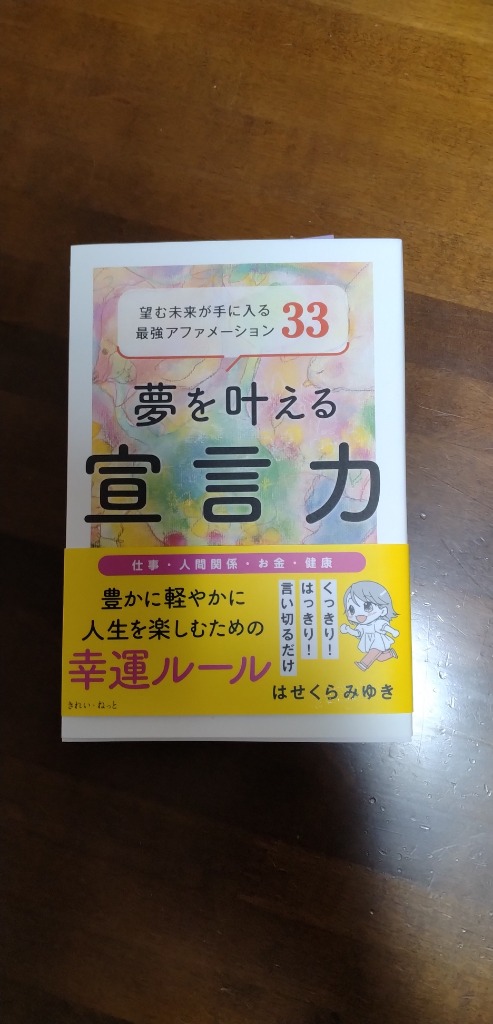 望む未来が手に入る
最強アファメーション
33
夢を叶える
宣言力
仕事・人間関係・お金・健康
豊かに軽やかに
人生を楽しむための
幸運ルール
くっきり！
はっきり！
言い切るだけ
はせくらみゆき
きれい・ねっと